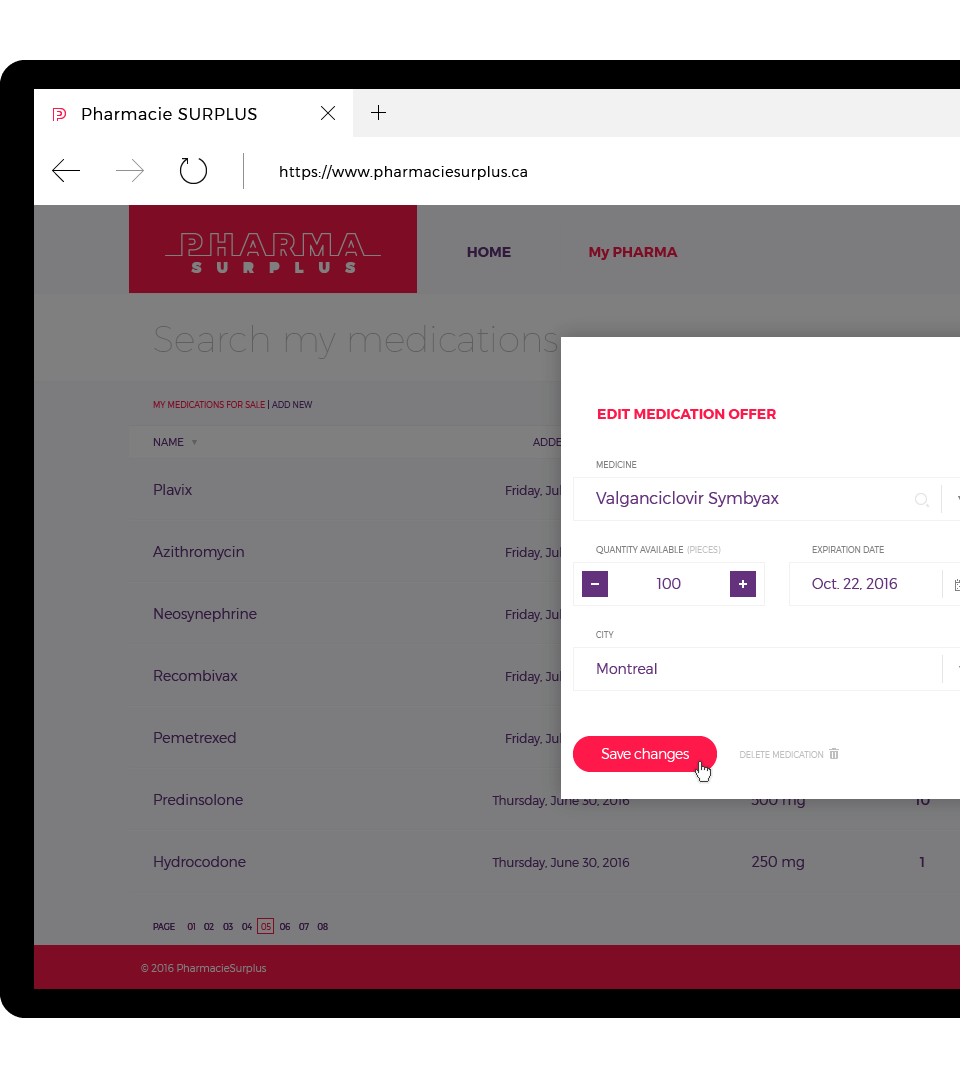 Pharmacie SURPLUS
https://www.pharmaciesurplus.ca
PHARMA
SURPLUS
HOME
My PHARMA
Search my medications
MY MEDICATIONS FOR SALE | ADD NEW
NAME
ADDE
Plavix
Friday, Jul
Azithromycin
Friday, Jul
Neosynephrine
Friday, Jul
Recombivax
Friday, Jul
Pemetrexed
Friday, Jul
Predinsolone
Thursday, June 30, 2016
500 mg
10
Hydrocodone
Thursday, June 30, 2016
250 mg
1
EDIT MEDICATION OFFER
MEDICINE
Valganciclovir Symbyax
QUANTITY AVAILABLE (PIECES)
EXPIRATION DATE
− 100 +
Oct. 22, 2016
CITY
Montreal
Save changes
DELETE MEDICATION
PAGE 01 02 03 04 05 06 07 08
© 2016 PharmacieSurplus